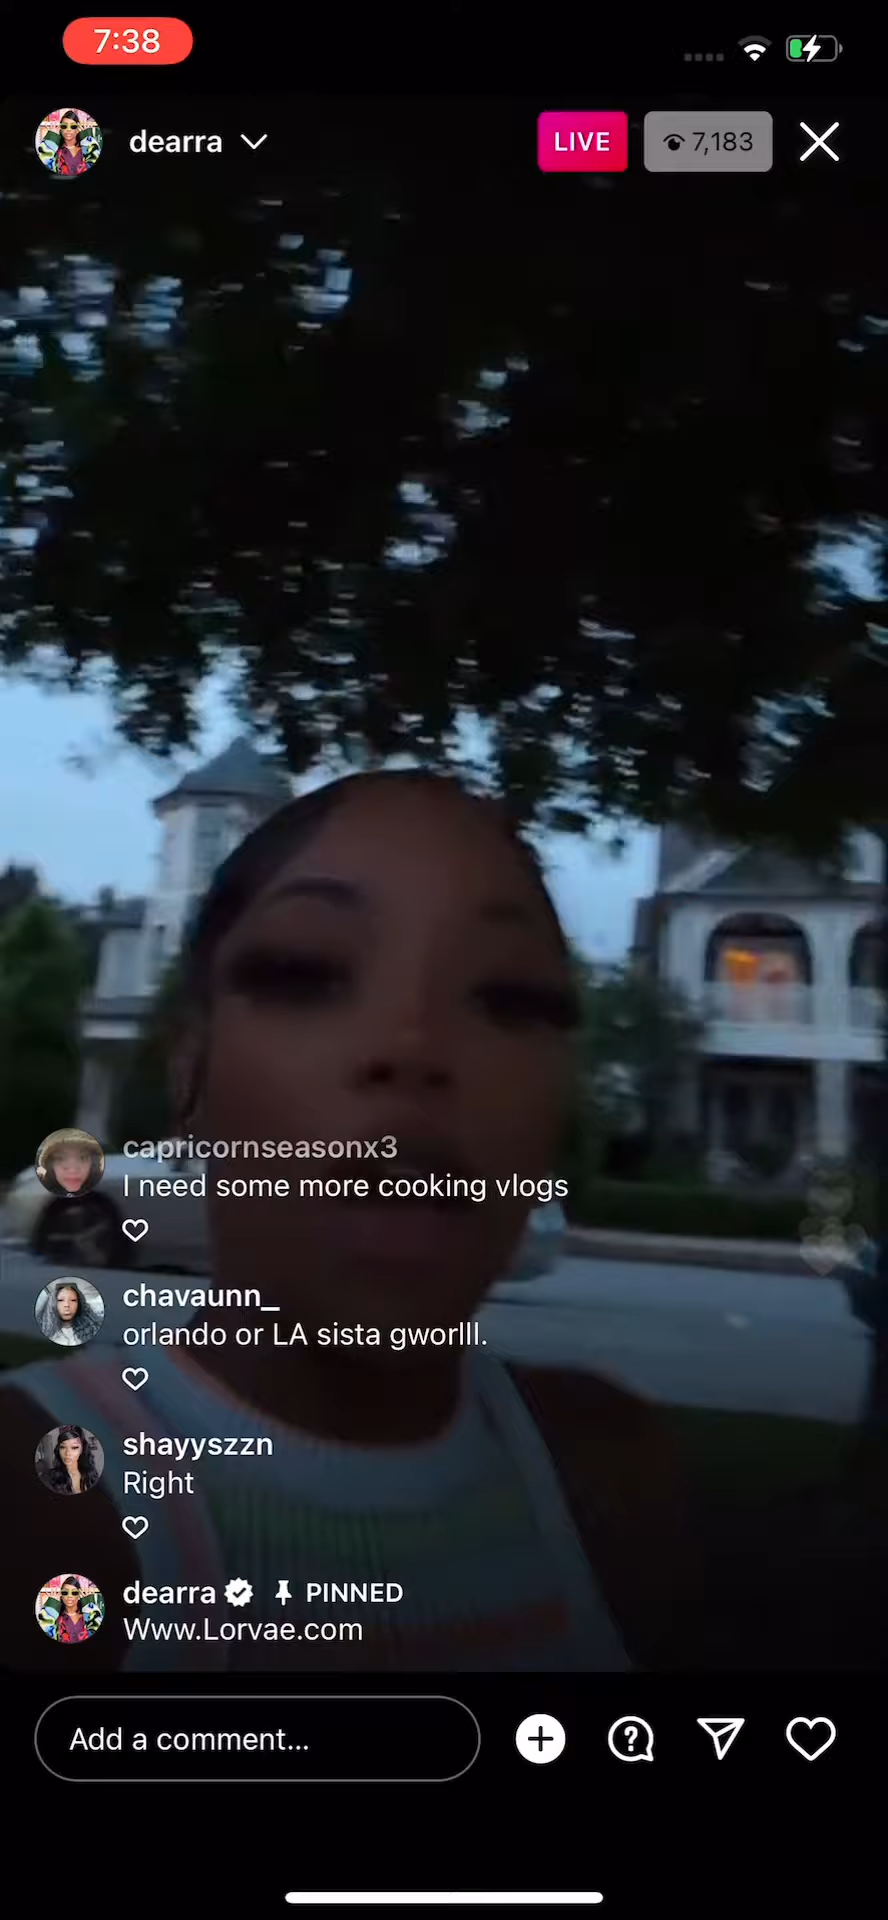 7:38
dearra
LIVE
7,183
capricornseasonx3
I need some more cooking vlogs
chavaunn_
orlando or LA sista gworlll.
shayyszzn
Right
dearra PINNED
Www.Lorvae.com
Add a comment...